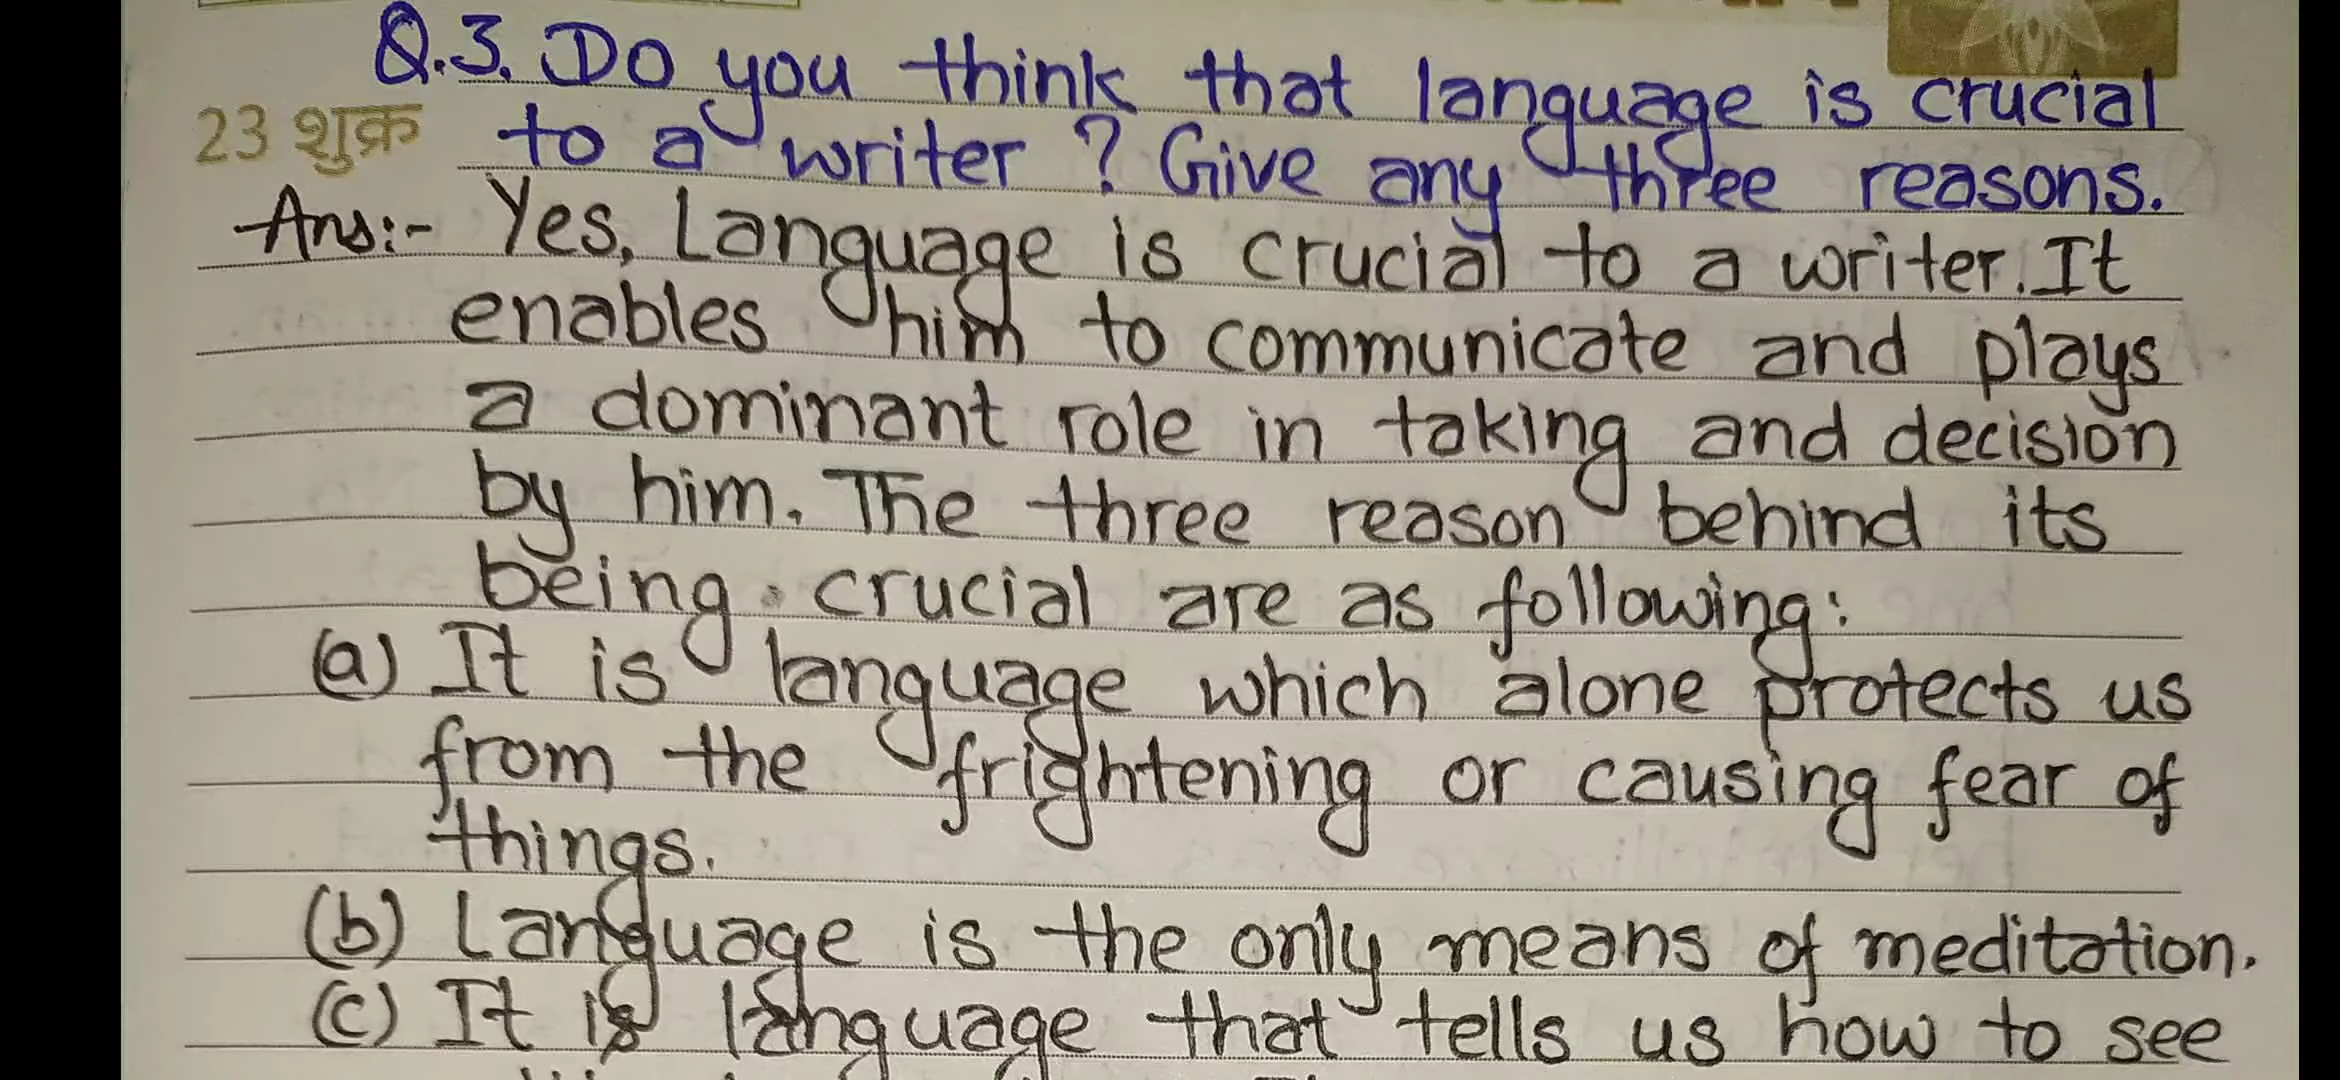 Q.3. Do you think that language is crucial
23 शुक्र to a writer ? Give any three reasons.
Ans:- Yes, Language is crucial to a writer. It
enables him to communicate and plays
a dominant role in taking and decision
by him. The three reason behind its
being crucial are as following:
(a) It is language which alone protects us
from the frightening or causing fear of
things.
(b) Language is the only means of meditation.
(c) It is language that tells us how to see